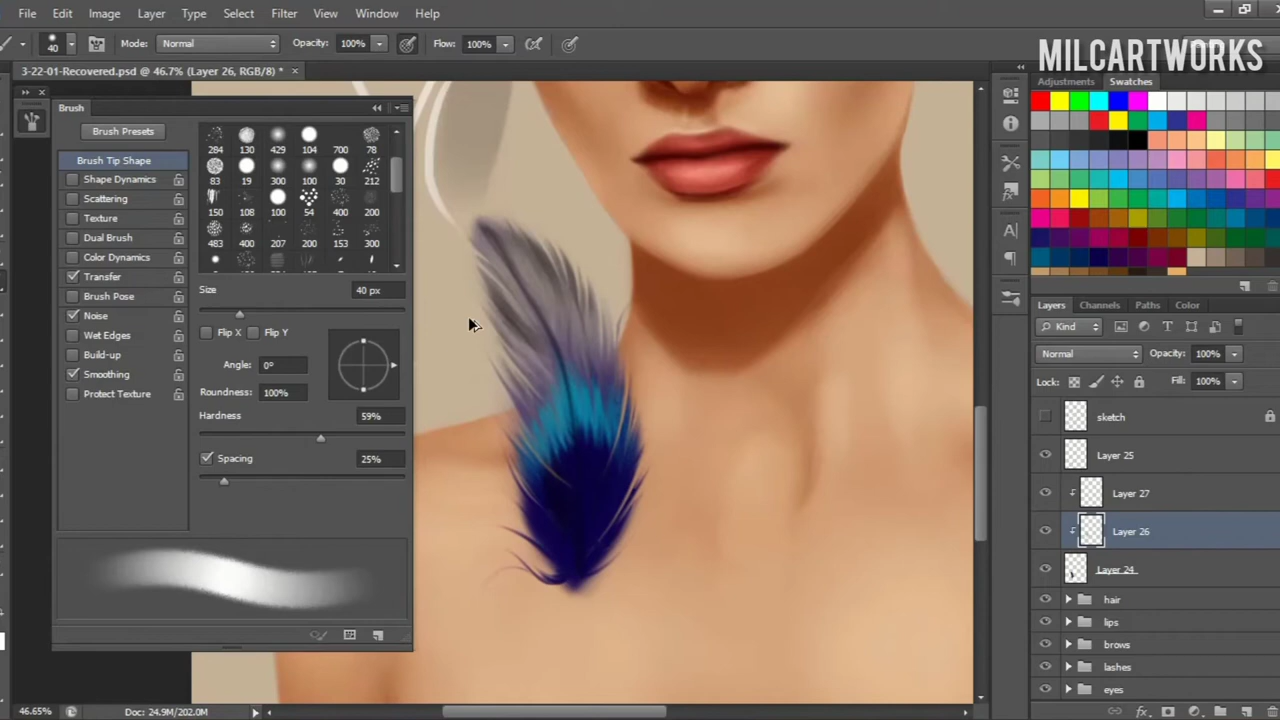 File Edit Image Layer Type Select Filter View Window Help
40 Mode: Normal Opacity: 100% Flow: 100%
MILCARTWORKS
3-22-01-Recovered.psd @ 46.7% (Layer 26, RGB/8) * ×
Adjustments Swatches
Brush
Brush Presets
Brush Tip Shape
Shape Dynamics
Scattering
Texture
Dual Brush
Color Dynamics
Transfer
Brush Pose
Noise
Wet Edges
Build-up
Smoothing
Protect Texture
284 130 429 104 700 78
83 19 300 100 30 212
150 108 100 54 400 200
483 400 207 200 153 300
Size 40 px
Flip X Flip Y
Angle: 0º
Roundness: 100%
Hardness 59%
Spacing 25%
Layers Channels Paths Color
Kind
Normal Opacity: 100%
Lock: Fill: 100%
sketch
Layer 25
Layer 27
Layer 26
Layer 24
hair
lips
brows
lashes
eyes
46.65% Doc: 24.9M/202.0M